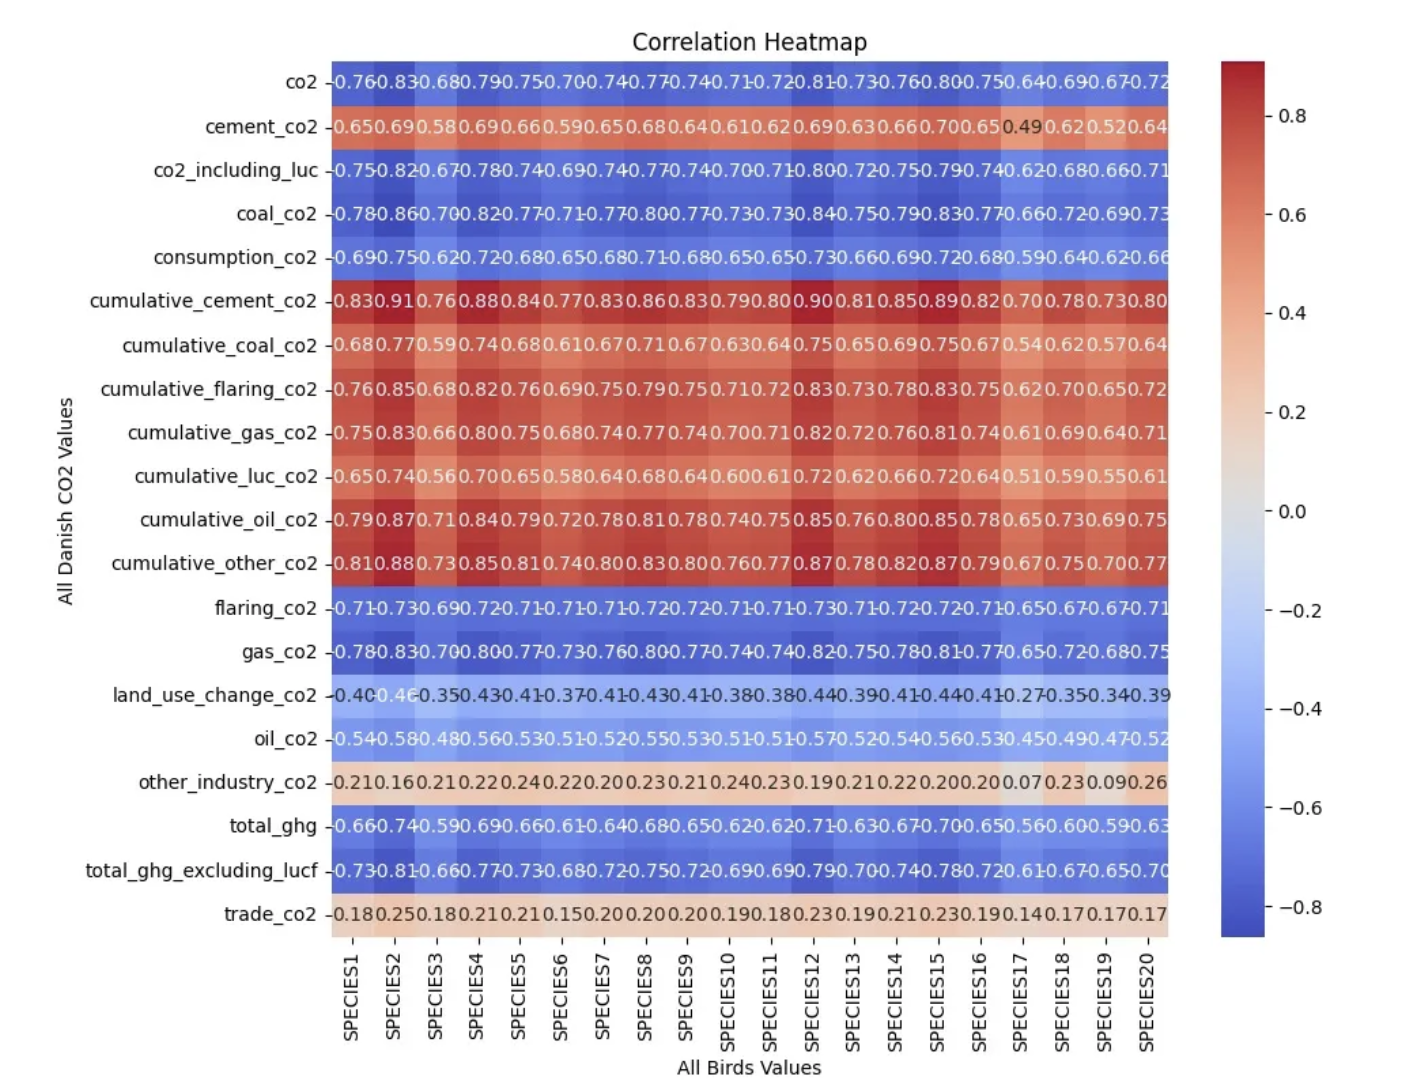 Correlation Heatmap
co2 -0.76-0.83-0.68-0.79-0.75-0.70-0.74-0.77-0.74-0.71-0.72-0.81-0.73-0.76-0.80-0.75-0.64-0.69-0.67-0.72
cement_co2 0.65 0.69 0.58 0.69 0.66 0.59 0.65 0.68 0.64 0.61 0.62 0.69 0.63 0.66 0.70 0.65 0.49 0.62 0.52 0.64
co2_including_luc -0.75-0.82-0.67-0.78-0.74-0.69-0.74-0.77-0.74-0.70-0.71-0.80-0.72-0.75-0.79-0.74-0.62-0.68-0.66-0.71
coal_co2 -0.78-0.86-0.70-0.82-0.77-0.71-0.77-0.80-0.77-0.73-0.73-0.84-0.75-0.79-0.83-0.77-0.66-0.72-0.69-0.73
consumption_co2 -0.69-0.75-0.62-0.72-0.68-0.65-0.68-0.71-0.68-0.65-0.65-0.73-0.66-0.69-0.72-0.68-0.59-0.64-0.62-0.66
cumulative_cement_co2 0.83 0.91 0.76 0.88 0.84 0.77 0.83 0.86 0.83 0.79 0.80 0.90 0.81 0.85 0.89 0.82 0.70 0.78 0.73 0.80
cumulative_coal_co2 0.68 0.77 0.59 0.74 0.68 0.61 0.67 0.71 0.67 0.63 0.64 0.75 0.65 0.69 0.75 0.67 0.54 0.62 0.57 0.64
cumulative_flaring_co2 0.76 0.85 0.68 0.82 0.76 0.69 0.75 0.79 0.75 0.71 0.72 0.83 0.73 0.78 0.83 0.75 0.62 0.70 0.65 0.72
cumulative_gas_co2 0.75 0.83 0.66 0.80 0.75 0.68 0.74 0.77 0.74 0.70 0.71 0.82 0.72 0.76 0.81 0.74 0.61 0.69 0.64 0.71
cumulative_luc_co2 0.65 0.74 0.56 0.70 0.65 0.58 0.64 0.68 0.64 0.60 0.61 0.72 0.62 0.66 0.72 0.64 0.51 0.59 0.55 0.61
cumulative_oil_co2 0.79 0.87 0.71 0.84 0.79 0.72 0.78 0.81 0.78 0.74 0.75 0.85 0.76 0.80 0.85 0.78 0.65 0.73 0.69 0.75
cumulative_other_co2 0.81 0.88 0.73 0.85 0.81 0.74 0.80 0.83 0.80 0.76 0.77 0.87 0.78 0.82 0.87 0.79 0.67 0.75 0.70 0.77
flaring_co2 -0.71-0.73-0.69-0.72-0.71-0.71-0.71-0.72-0.72-0.71-0.71-0.73-0.71-0.72-0.72-0.71-0.65-0.67-0.67-0.71
gas_co2 -0.78-0.83-0.70-0.80-0.77-0.73-0.76-0.80-0.77-0.74-0.74-0.82-0.75-0.78-0.81-0.77-0.65-0.72-0.68-0.75
land_use_change_co2 -0.40-0.46-0.35-0.43-0.41-0.37-0.41-0.43-0.41-0.38-0.38-0.44-0.39-0.41-0.44-0.41-0.27-0.35-0.34-0.39
oil_co2 -0.54-0.58-0.48-0.56-0.53-0.51-0.52-0.55-0.53-0.51-0.51-0.57-0.52-0.54-0.56-0.53-0.45-0.49-0.47-0.52
other_industry_co2 0.21 0.16 0.21 0.22 0.24 0.22 0.20 0.23 0.21 0.24 0.23 0.19 0.21 0.22 0.20 0.20 0.07 0.23 0.09 0.26
total_ghg -0.66-0.74-0.59-0.69-0.66-0.61-0.64-0.68-0.65-0.62-0.62-0.71-0.63-0.67-0.70-0.65-0.56-0.60-0.59-0.63
total_ghg_excluding_lucf -0.73-0.81-0.66-0.77-0.73-0.68-0.72-0.75-0.72-0.69-0.69-0.79-0.70-0.74-0.78-0.72-0.61-0.67-0.65-0.70
trade_co2 0.18 0.25 0.18 0.21 0.21 0.15 0.20 0.20 0.20 0.19 0.18 0.23 0.19 0.21 0.23 0.19 0.14 0.17 0.17 0.17
All Danish CO2 Values
SPECIES1 SPECIES2 SPECIES3 SPECIES4 SPECIES5 SPECIES6 SPECIES7 SPECIES8 SPECIES9 SPECIES10 SPECIES11 SPECIES12 SPECIES13 SPECIES14 SPECIES15 SPECIES16 SPECIES17 SPECIES18 SPECIES19 SPECIES20
All Birds Values
0.8
0.6
0.4
0.2
0.0
−0.2
−0.4
−0.6
−0.8